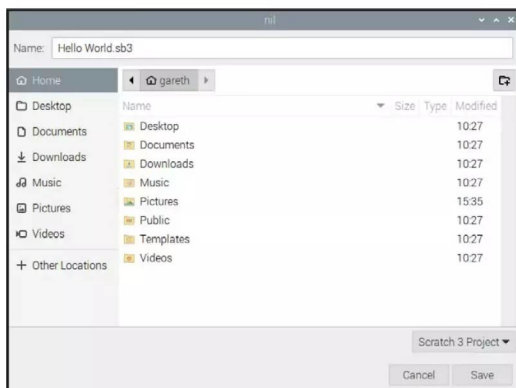 nil
Name: Hello World.sb3
Home
gareth
Desktop
Documents
Downloads
Music
Pictures
Videos
Other Locations
Name Size Type Modified
Desktop 10:27
Documents 10:27
Downloads 10:27
Music 10:27
Pictures 15:35
Public 10:27
Templates 10:27
Videos 10:27
Scratch 3 Project
Cancel Save